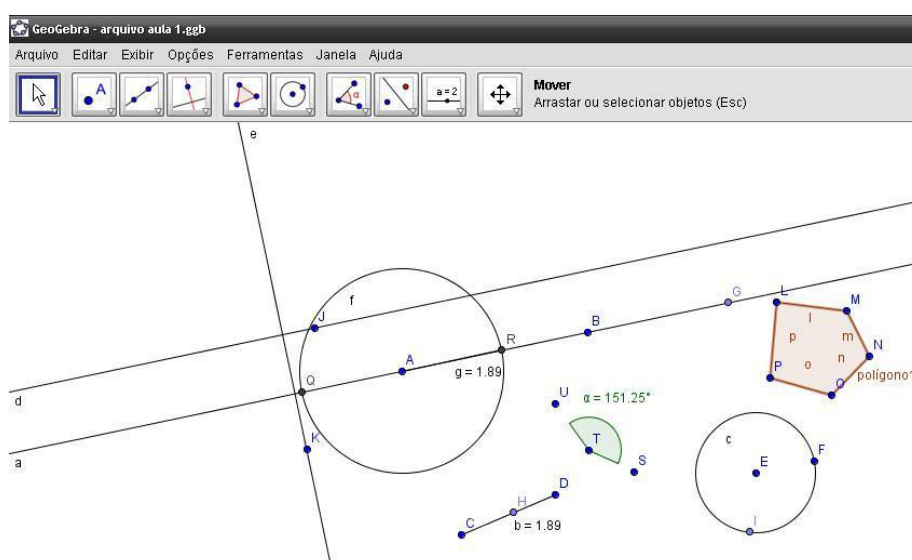 GeoGebra - arquivo aula 1.ggb
Arquivo Editar Exibir Opções Ferramentas Janela Ajuda
A
α
a = 2
Mover
Arrastar ou selecionar objetos (Esc)
e
f
J
G
L
l
M
B
R
p
m
A
n
N
g = 1.89
P
o
Q
O
polígono1
d
U
α = 151.25°
K
c
T
a
S
E
F
D
H
C
b = 1.89
I